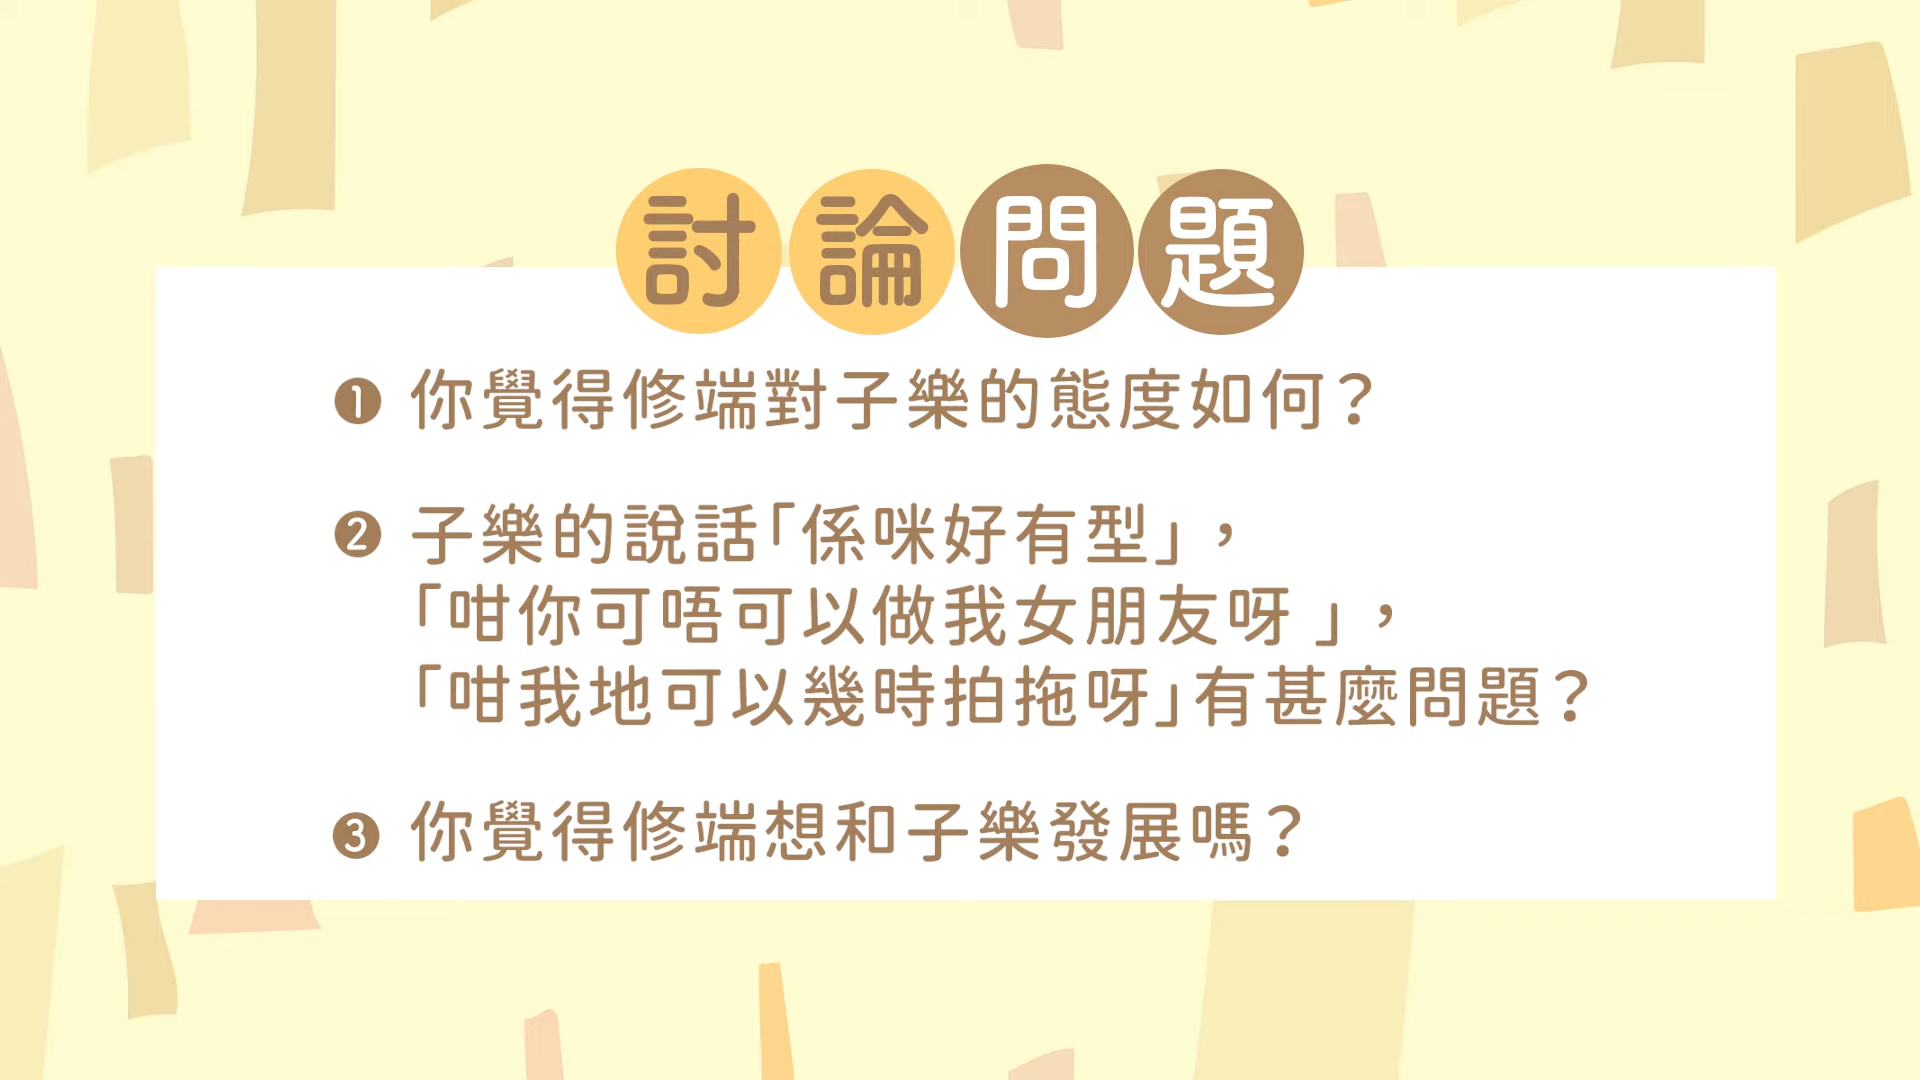 討論問題
❶ 你覺得修端對子樂的態度如何？
❷ 子樂的說話「係咪好有型」，
「咁你可唔可以做我女朋友呀 」，
「咁我地可以幾時拍拖呀」有甚麼問題？
❸ 你覺得修端想和子樂發展嗎？